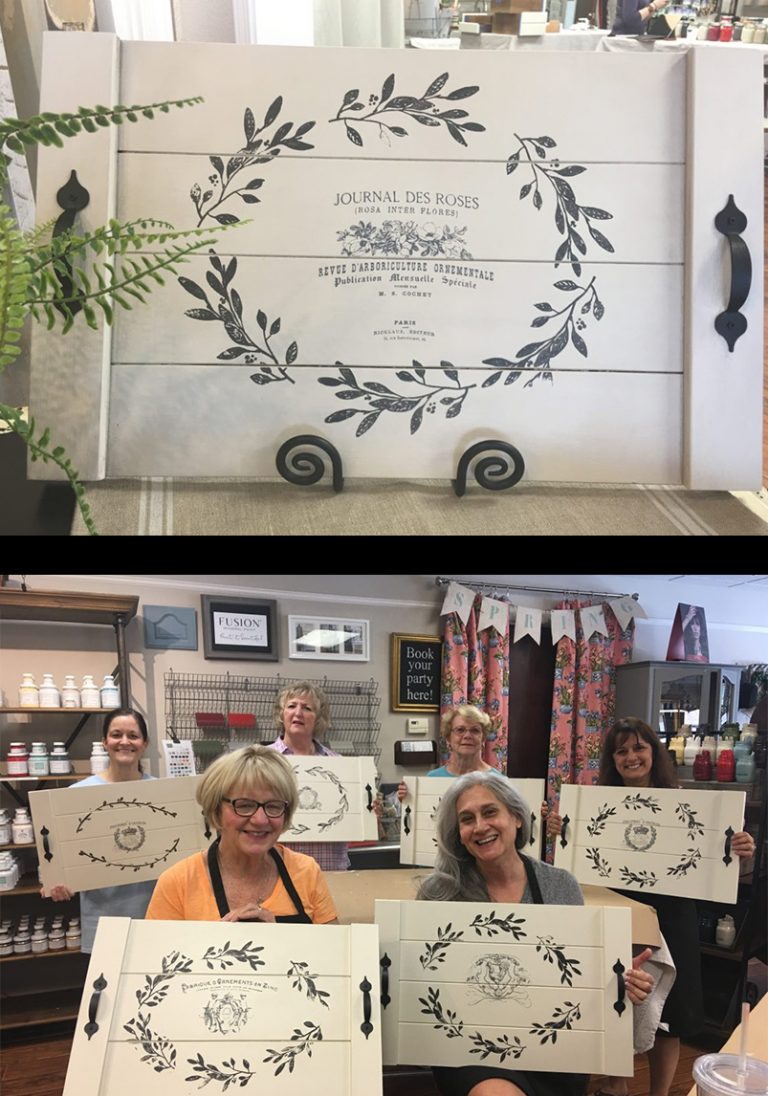 JOURNAL DES ROSES
(ROSA INTER FLORES)
REVUE D'ARBORICULTURE ORNEMENTALE
Publication Mensuelle Spéciale
M. S. COCHET
PARIS
SPRING
FUSION
Book
your
party
here!
FABRIQUE D'ORNEMENTS EN ZINC